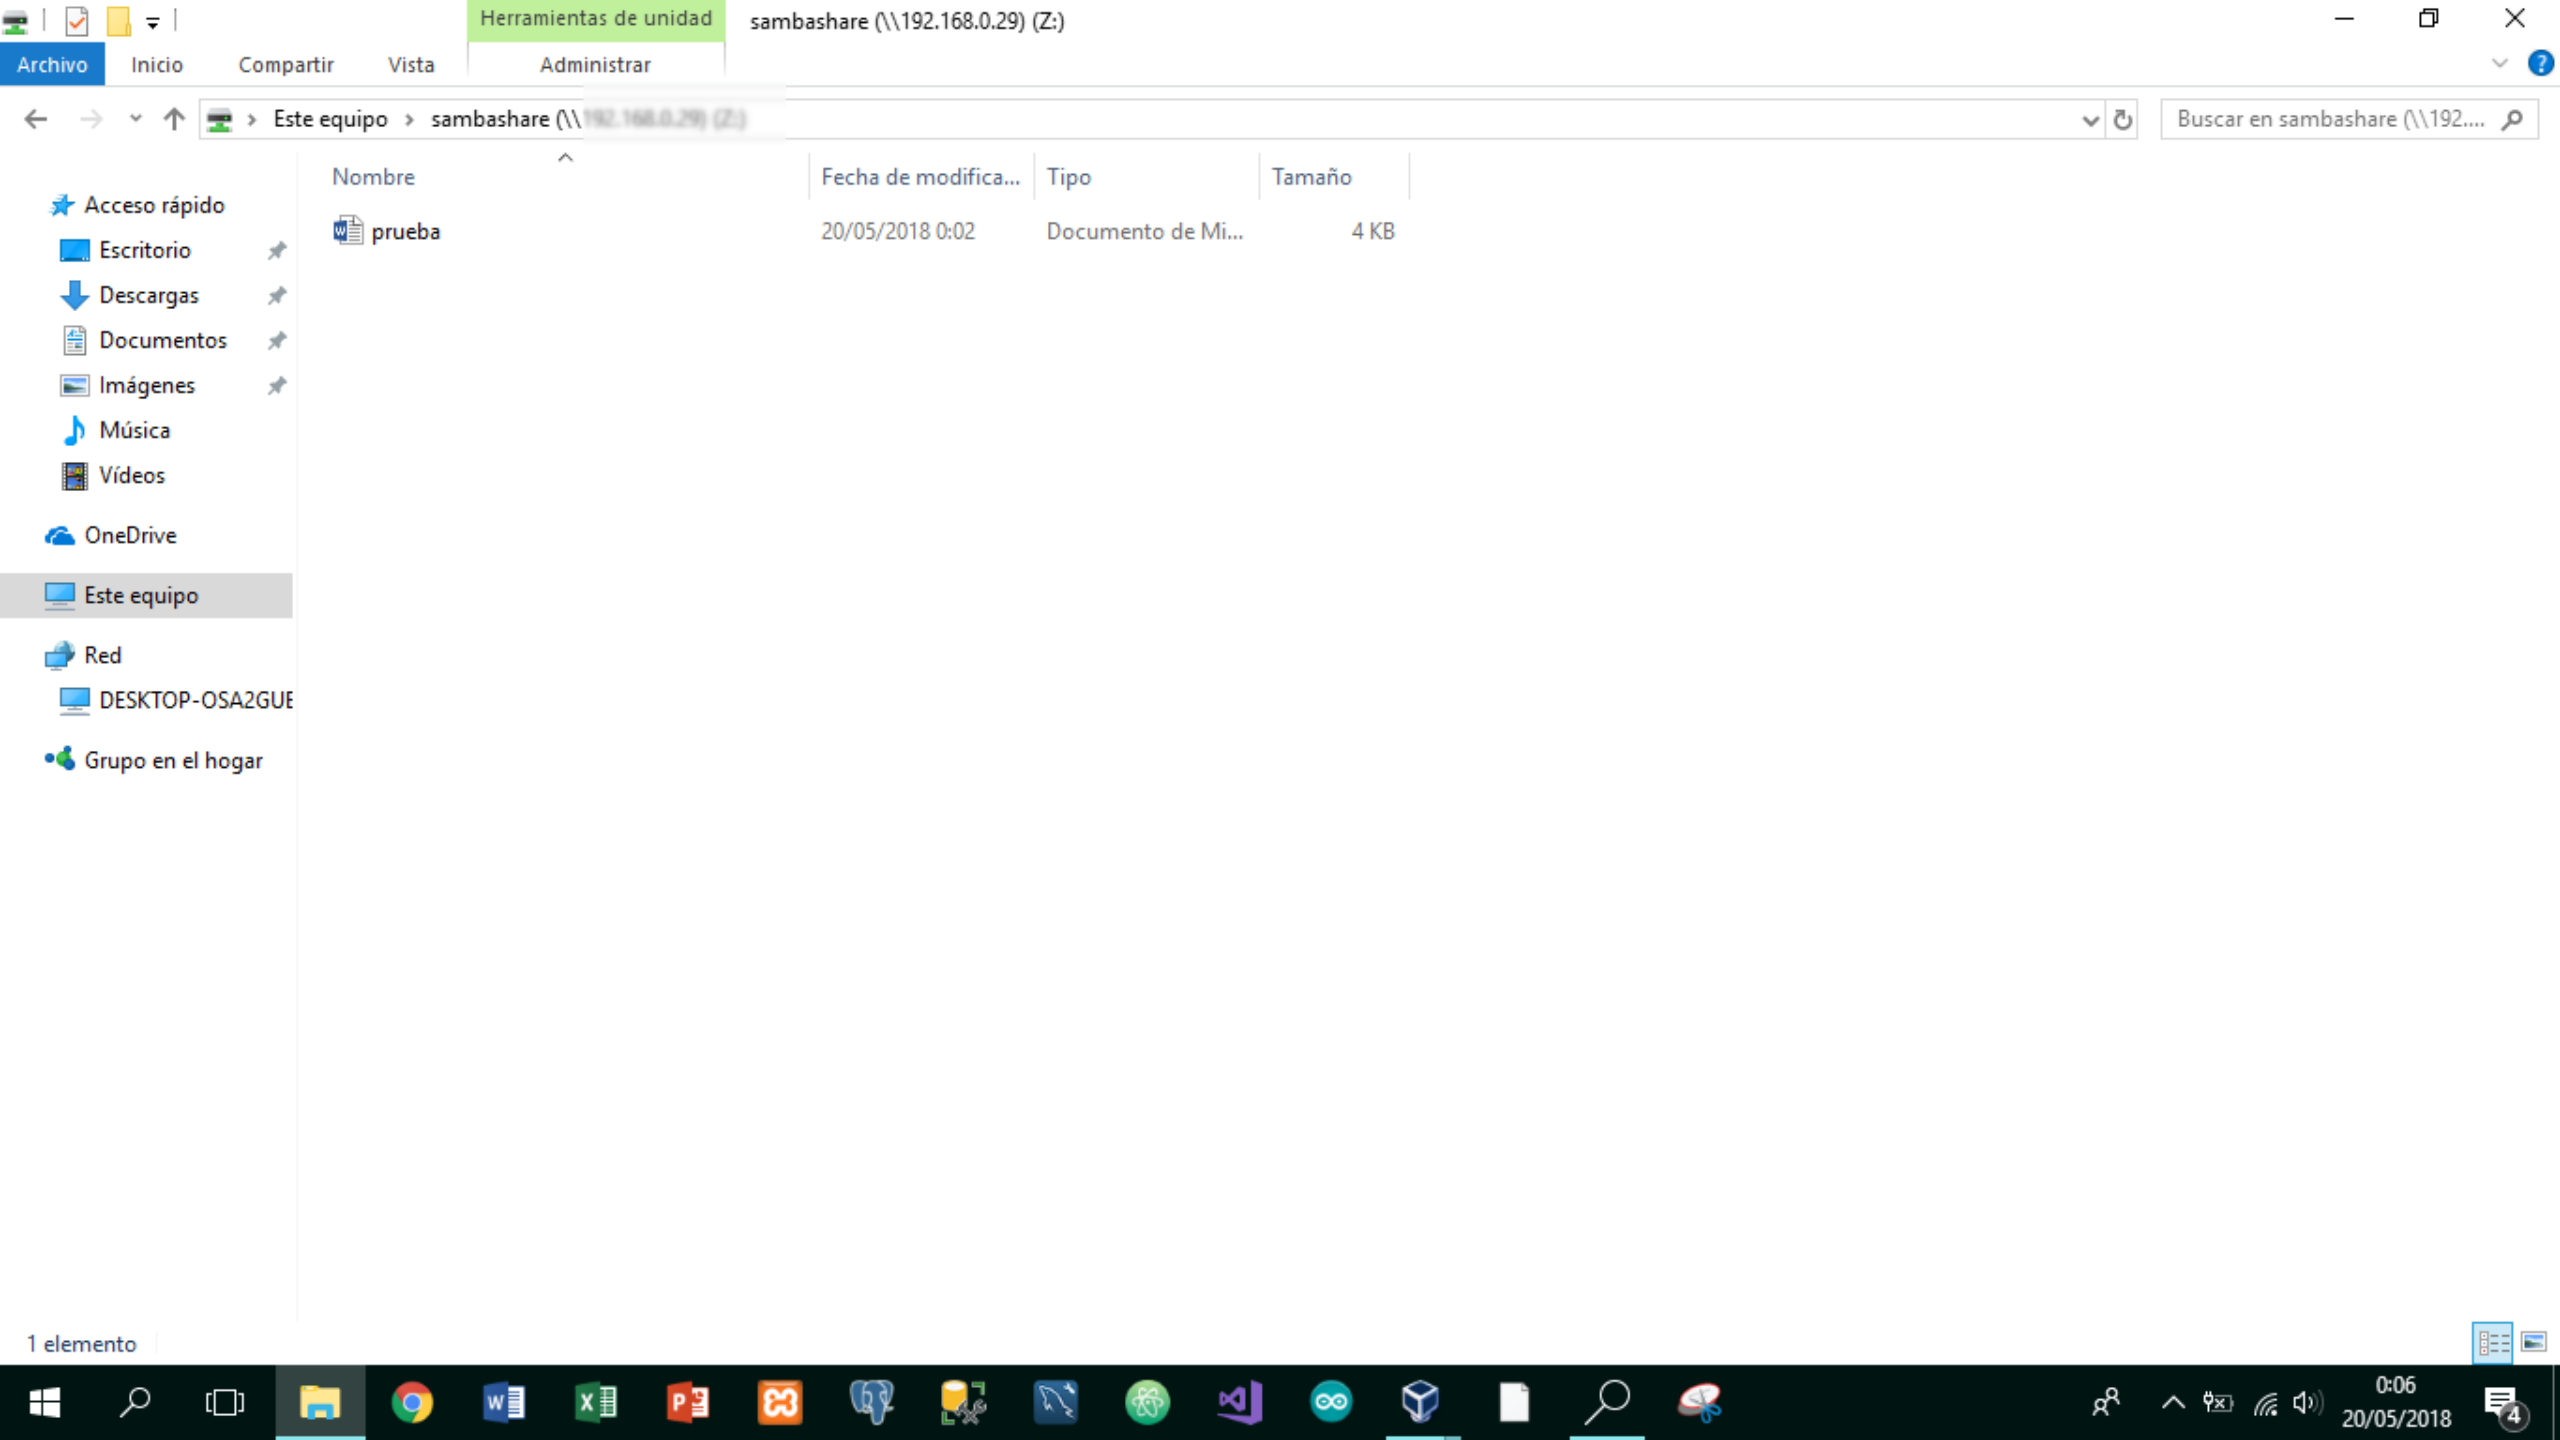 Herramientas de unidad
sambashare (\\192.168.0.29) (Z:)
Archivo
Inicio
Compartir
Vista
Administrar
Este equipo
sambashare (\\
Buscar en sambashare (\\192....
Nombre
Fecha de modifica...
Tipo
Tamaño
prueba
20/05/2018 0:02
Documento de Mi...
4 KB
Acceso rápido
Escritorio
Descargas
Documentos
Imágenes
Música
Vídeos
OneDrive
Este equipo
Red
DESKTOP-OSA2GUE
Grupo en el hogar
1 elemento
0:06
20/05/2018
4